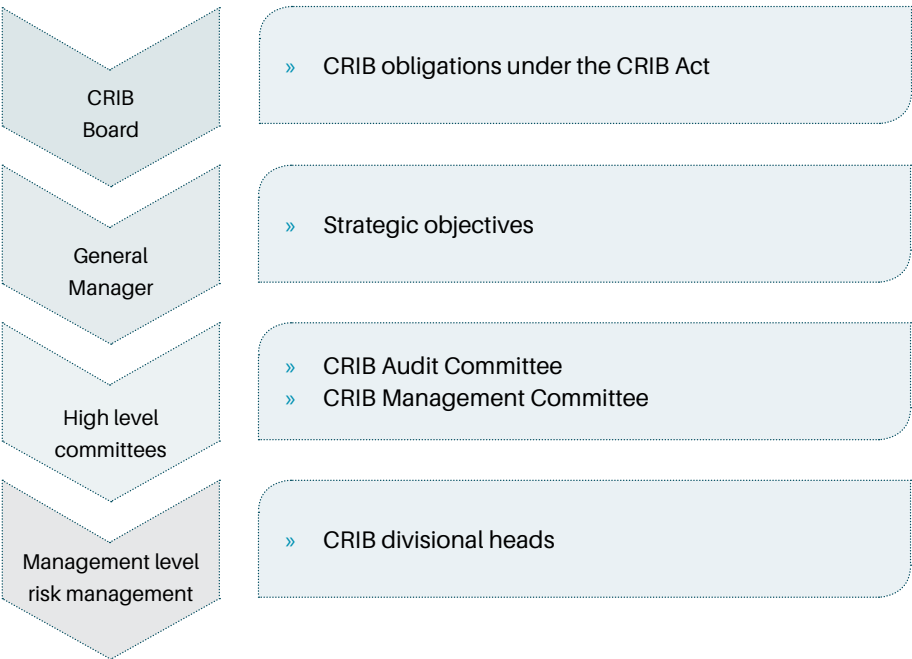 CRIB
Board
» CRIB obligations under the CRIB Act
General
Manager
» Strategic objectives
High level
committees
» CRIB Audit Committee
» CRIB Management Committee
Management level
risk management
» CRIB divisional heads